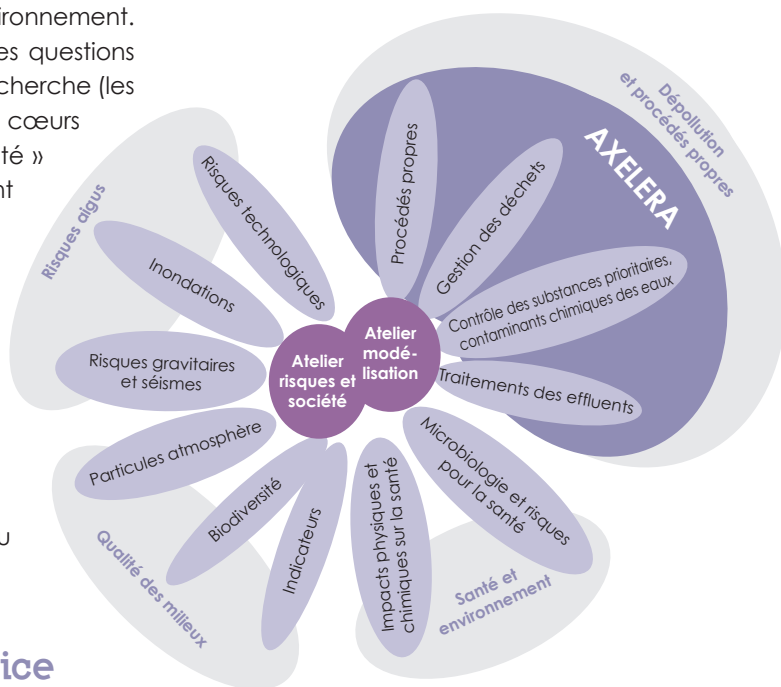 ironnement.
es questions
cherche (les
cœurs
té »
nt
u
ice
Dépollution
et procédés propres
AXELERA
Procédés propres
Gestion des déchets
Contrôle des substances prioritaires,
contaminants chimiques des eaux
Traitements des effluents
Risques aigus
Risques technologiques
Inondations
Risques gravitaires
et séismes
Atelier
risques et
société
Atelier
modé-
lisation
Particules atmosphère
Biodiversité
Indicateurs
Qualité des milieux
Impacts physiques et
chimiques sur la santé
Microbiologie et risques
pour la santé
Santé et
environnement